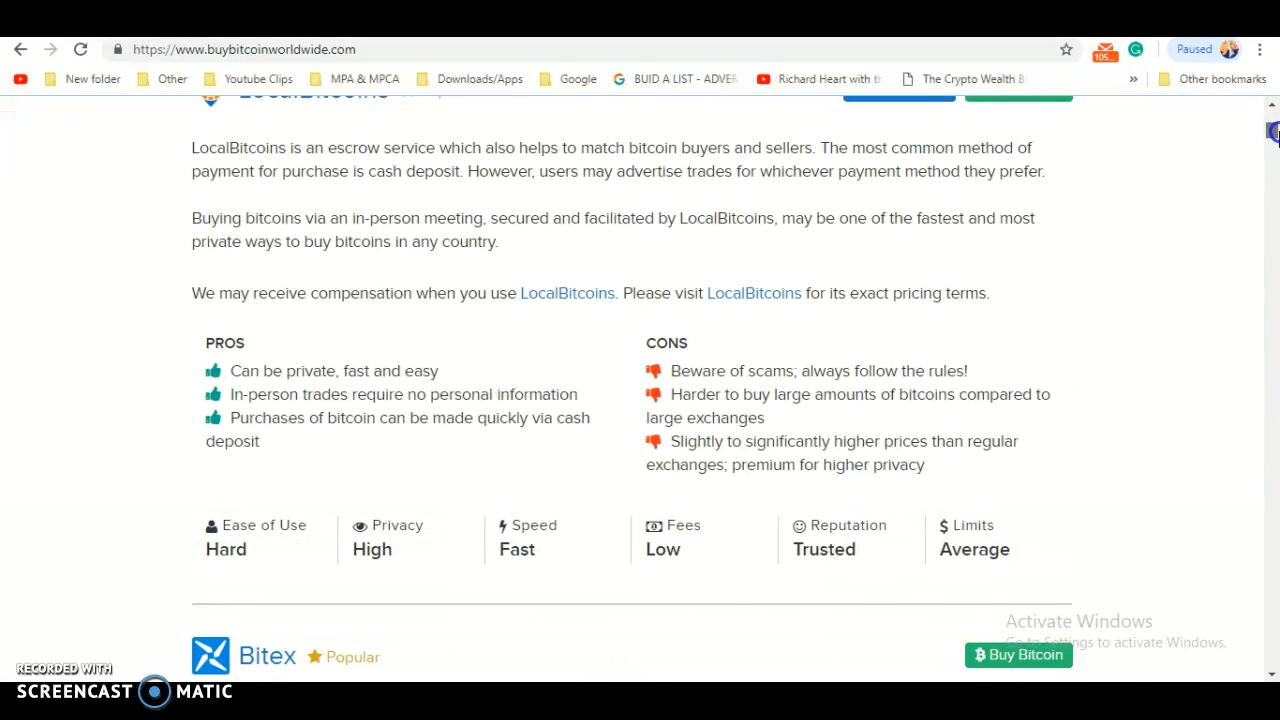 https://www.buybitcoinworldwide.com
105...
Paused
New folder
Other
Youtube Clips
MPA & MPCA
Downloads/Apps
Google
BUID A LIST - ADVER
Richard Heart with th
The Crypto Wealth B
»
Other bookmarks
LocalBitcoins
LocalBitcoins is an escrow service which also helps to match bitcoin buyers and sellers. The most common method of
payment for purchase is cash deposit. However, users may advertise trades for whichever payment method they prefer.
Buying bitcoins via an in-person meeting, secured and facilitated by LocalBitcoins, may be one of the fastest and most
private ways to buy bitcoins in any country.
We may receive compensation when you use LocalBitcoins. Please visit LocalBitcoins for its exact pricing terms.
PROS
Can be private, fast and easy
In-person trades require no personal information
Purchases of bitcoin can be made quickly via cash
deposit
CONS
Beware of scams; always follow the rules!
Harder to buy large amounts of bitcoins compared to
large exchanges
Slightly to significantly higher prices than regular
exchanges; premium for higher privacy
Ease of Use
Hard
Privacy
High
Speed
Fast
Fees
Low
Reputation
Trusted
$ Limits
Average
Activate Windows
Go to Settings to activate Windows.
Bitex
Popular
Buy Bitcoin
RECORDED WITH
SCREENCAST MATIC